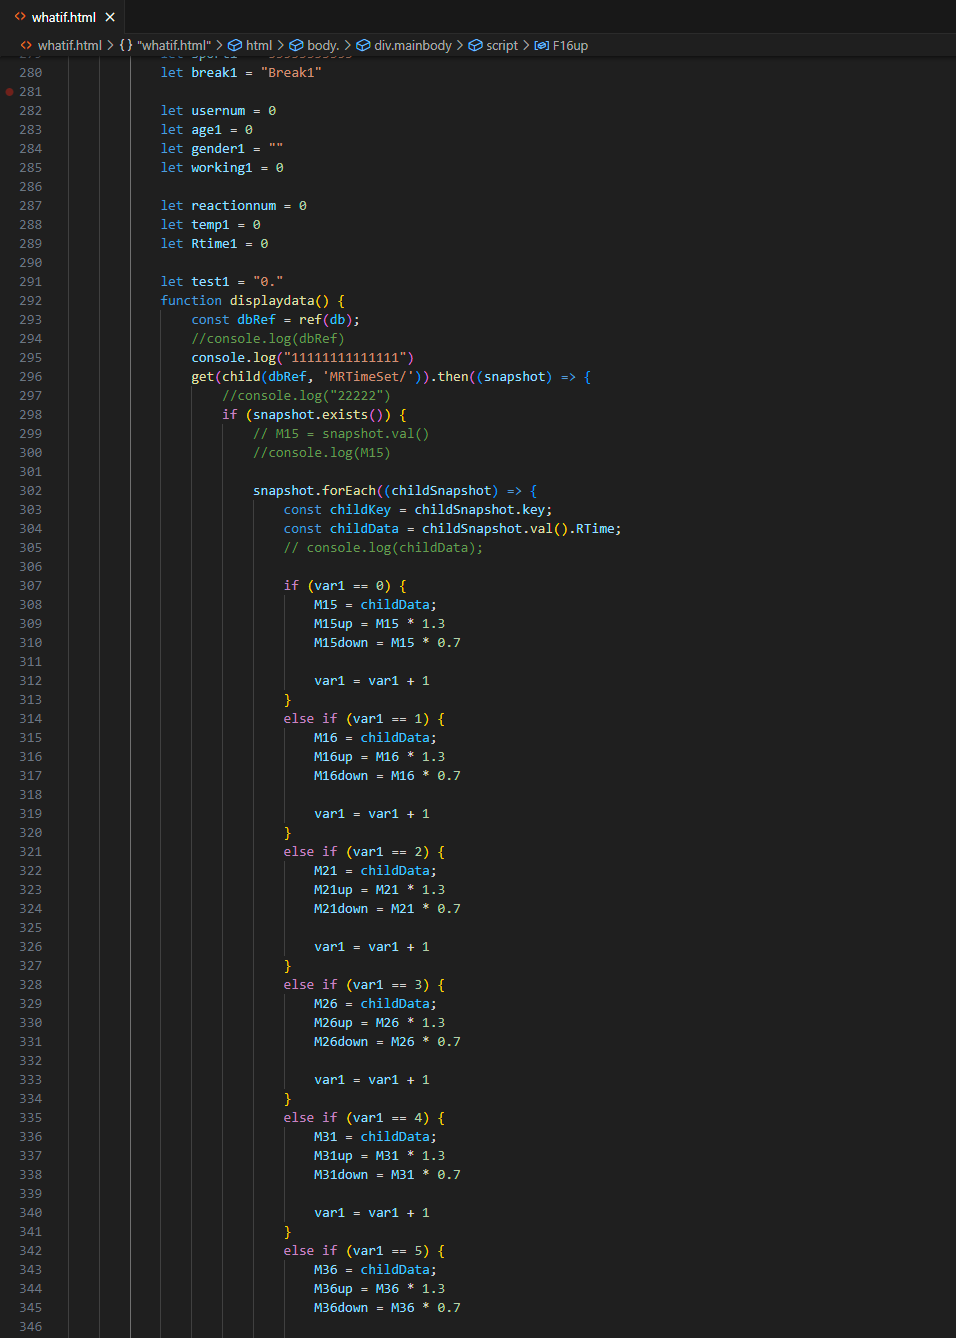 whatif.html
whatif.html > {} "whatif.html" > html > body. > div.mainbody > script > F16up
280 let break1 = "Break1"
281
282 let usernum = 0
283 let age1 = 0
284 let gender1 = ""
285 let working1 = 0
286
287 let reactionnum = 0
288 let temp1 = 0
289 let Rtime1 = 0
290
291 let test1 = "0."
292 function displaydata() {
293 const dbRef = ref(db);
294 //console.log(dbRef)
295 console.log("11111111111111")
296 get(child(dbRef, 'MRTimeSet/')).then((snapshot) => {
297 //console.log("22222")
298 if (snapshot.exists()) {
299 // M15 = snapshot.val()
300 //console.log(M15)
301
302 snapshot.forEach((childSnapshot) => {
303 const childKey = childSnapshot.key;
304 const childData = childSnapshot.val().RTime;
305 // console.log(childData);
306
307 if (var1 == 0) {
308 M15 = childData;
309 M15up = M15 * 1.3
310 M15down = M15 * 0.7
311
312 var1 = var1 + 1
313 }
314 else if (var1 == 1) {
315 M16 = childData;
316 M16up = M16 * 1.3
317 M16down = M16 * 0.7
318
319 var1 = var1 + 1
320 }
321 else if (var1 == 2) {
322 M21 = childData;
323 M21up = M21 * 1.3
324 M21down = M21 * 0.7
325
326 var1 = var1 + 1
327 }
328 else if (var1 == 3) {
329 M26 = childData;
330 M26up = M26 * 1.3
331 M26down = M26 * 0.7
332
333 var1 = var1 + 1
334 }
335 else if (var1 == 4) {
336 M31 = childData;
337 M31up = M31 * 1.3
338 M31down = M31 * 0.7
339
340 var1 = var1 + 1
341 }
342 else if (var1 == 5) {
343 M36 = childData;
344 M36up = M36 * 1.3
345 M36down = M36 * 0.7
346